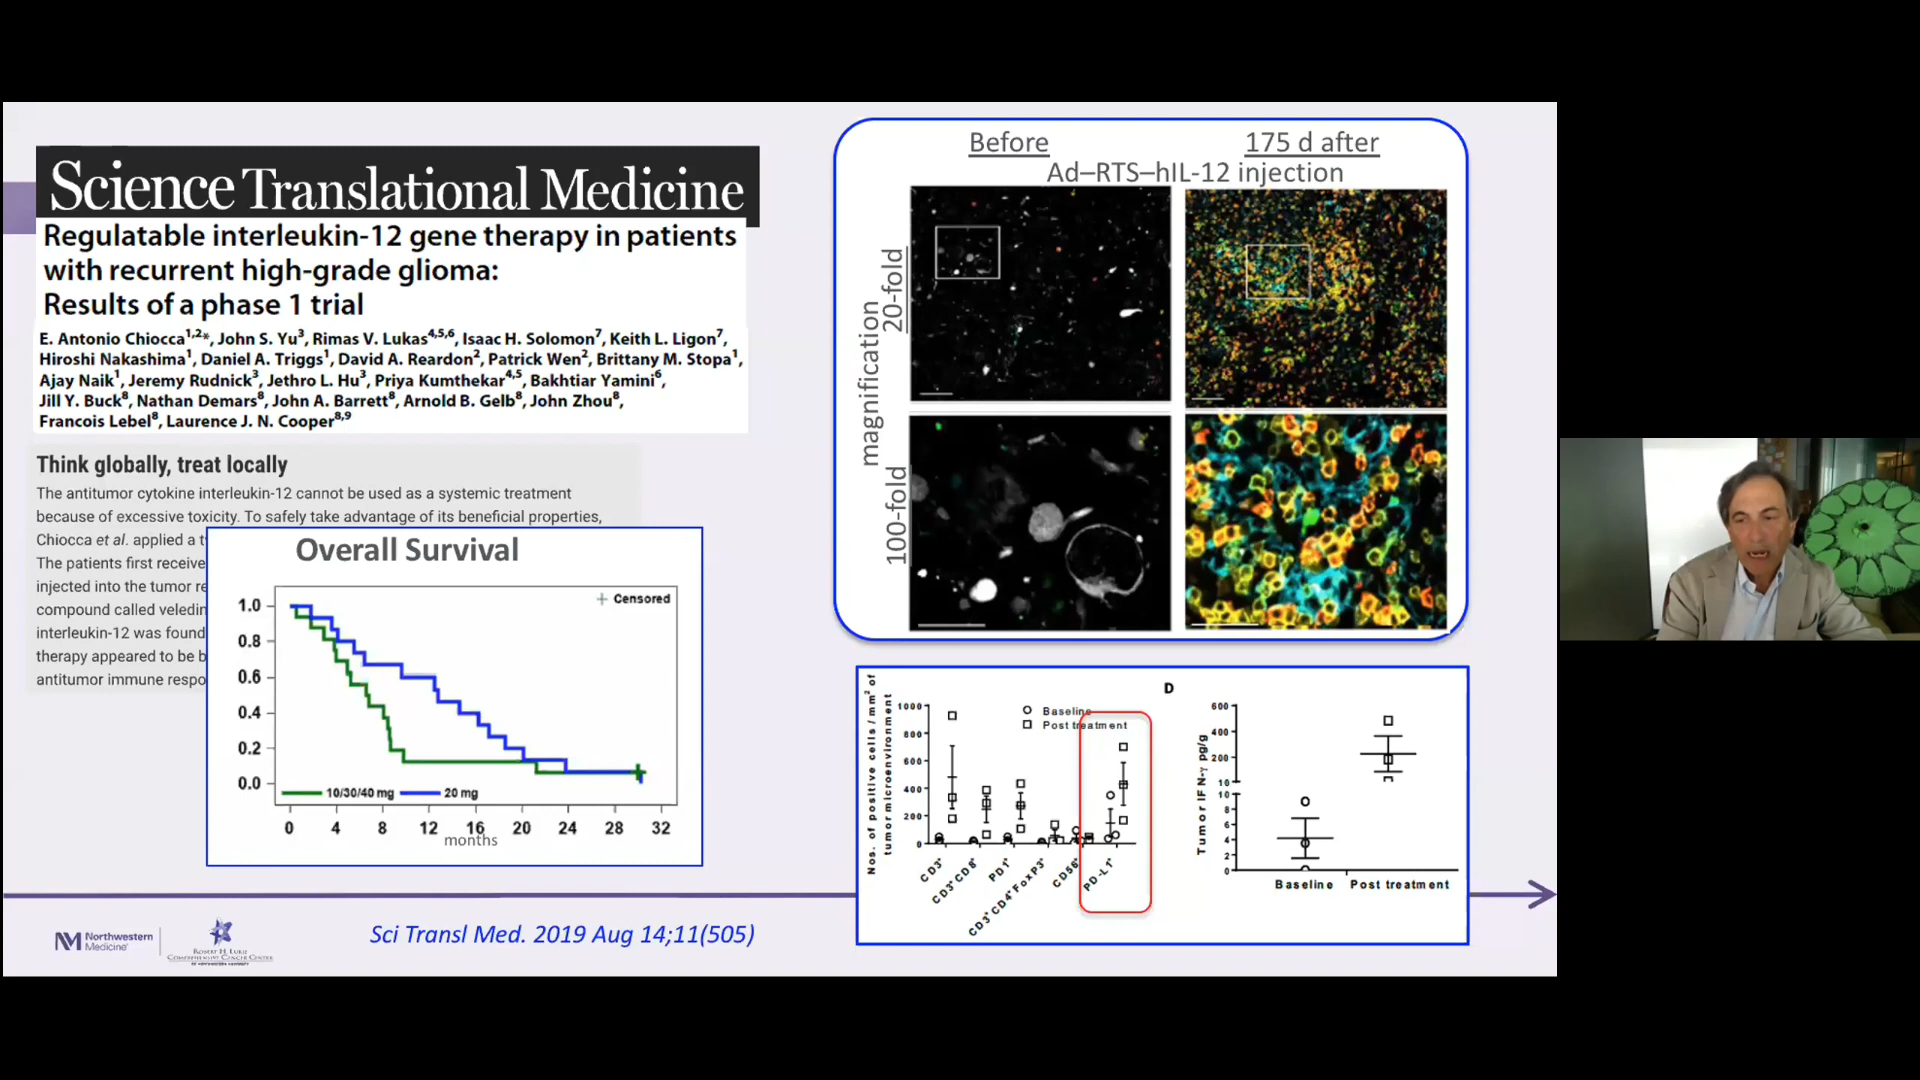 Science Translational Medicine
Regulatable interleukin-12 gene therapy in patients
with recurrent high-grade glioma:
Results of a phase 1 trial
E. Antonio Chiocca1,2*, John S. Yu3, Rimas V. Lukas4,5,6, Isaac H. Solomon7, Keith L. Ligon7,
Hiroshi Nakashima1, Daniel A. Triggs1, David A. Reardon2, Patrick Wen2, Brittany M. Stopa1,
Ajay Naik1, Jeremy Rudnick3, Jethro L. Hu3, Priya Kumthekar4,5, Bakhtiar Yamini6,
Jill Y. Buck8, Nathan Demars8, John A. Barrett8, Arnold B. Gelb8, John Zhou8,
Francois Lebel8, Laurence J. N. Cooper8,9
Think globally, treat locally
The antitumor cytokine interleukin-12 cannot be used as a systemic treatment
because of excessive toxicity. To safely take advantage of its beneficial properties,
Chiocca et al. applied a t
The patients first receive
injected into the tumor re
compound called veledin
interleukin-12 was found
therapy appeared to be b
antitumor immune respo
Overall Survival
Censored
1.0
0.8
0.6
0.4
0.2
0.0
10/30/40 mg
20 mg
0 4 8 12 16 20 24 28 32
months
Before
175 d after
Ad–RTS–hIL-12 injection
magnification
20-fold
100-fold
Nos. of positive cells / mm2 of
tumor microenvironment
1000
800
600
400
200
0
Baseline
Post treatment
CD3+
CD3+CD8+
PD1+
CD3+CD4+FoxP3+
CD56+
PD-L1+
D
Tumor IFN-γ pg/g
600
400
200
10
10
8
6
4
2
0
Baseline Post treatment
Northwestern
Medicine
Robert H. Lurie
Comprehensive Cancer Center
of Northwestern University
Sci Transl Med. 2019 Aug 14;11(505)